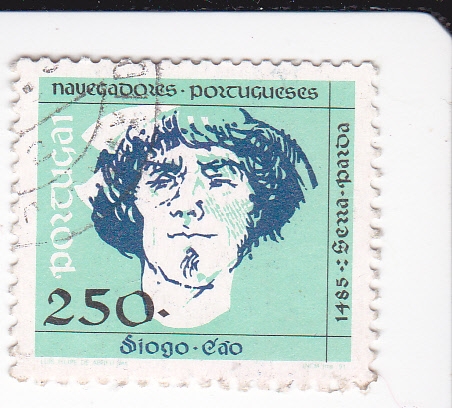 navegadores · portugueses
portugal
1485 :: Serra · parda
250.
Diogo · Cão